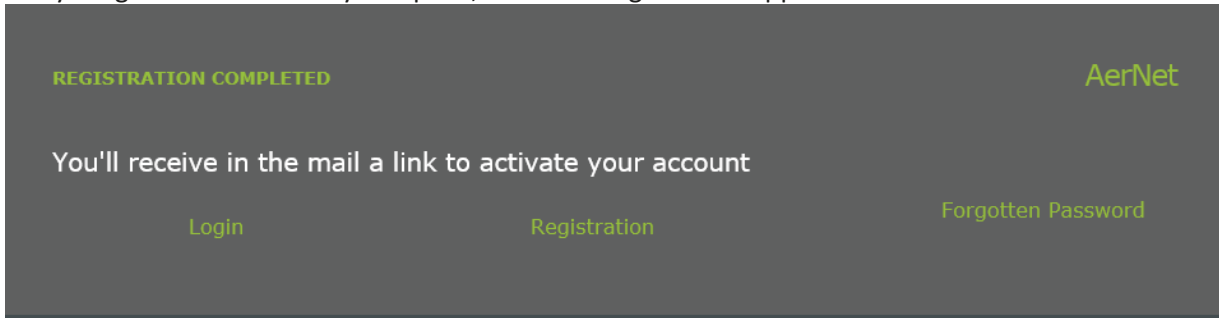 REGISTRATION COMPLETED
AerNet
You'll receive in the mail a link to activate your account
Login
Registration
Forgotten Password